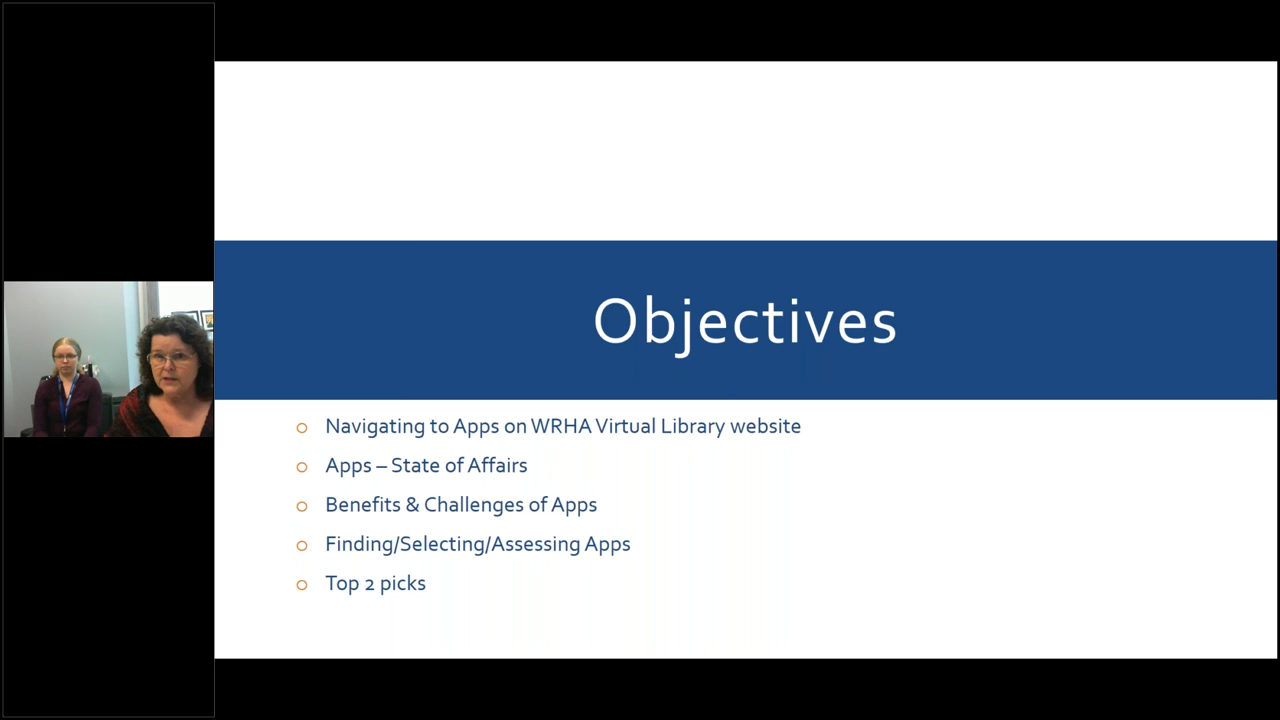 Objectives
Navigating to Apps on WRHA Virtual Library website
Apps – State of Affairs
Benefits & Challenges of Apps
Finding/Selecting/Assessing Apps
Top 2 picks